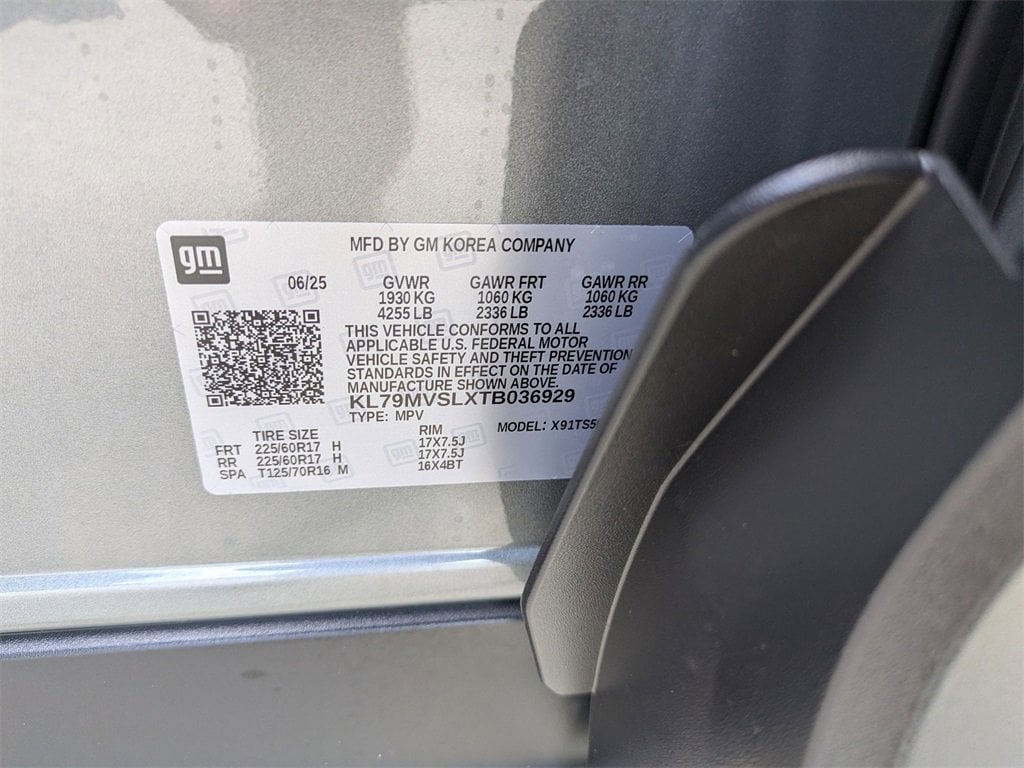 gm
MFD BY GM KOREA COMPANY
06/25 GVWR GAWR FRT GAWR RR
1930 KG 1060 KG 1060 KG
4255 LB 2336 LB 2336 LB
THIS VEHICLE CONFORMS TO ALL
APPLICABLE U.S. FEDERAL MOTOR
VEHICLE SAFETY AND THEFT PREVENTION
STANDARDS IN EFFECT ON THE DATE OF
MANUFACTURE SHOWN ABOVE.
KL79MVSLXTB036929
TYPE: MPV MODEL:
TIRE SIZE RIM
FRT 225/60R17 H 17X7.5J
RR 225/60R17 H 17X7.5J
SPA T125/70R16 M 16X4BT